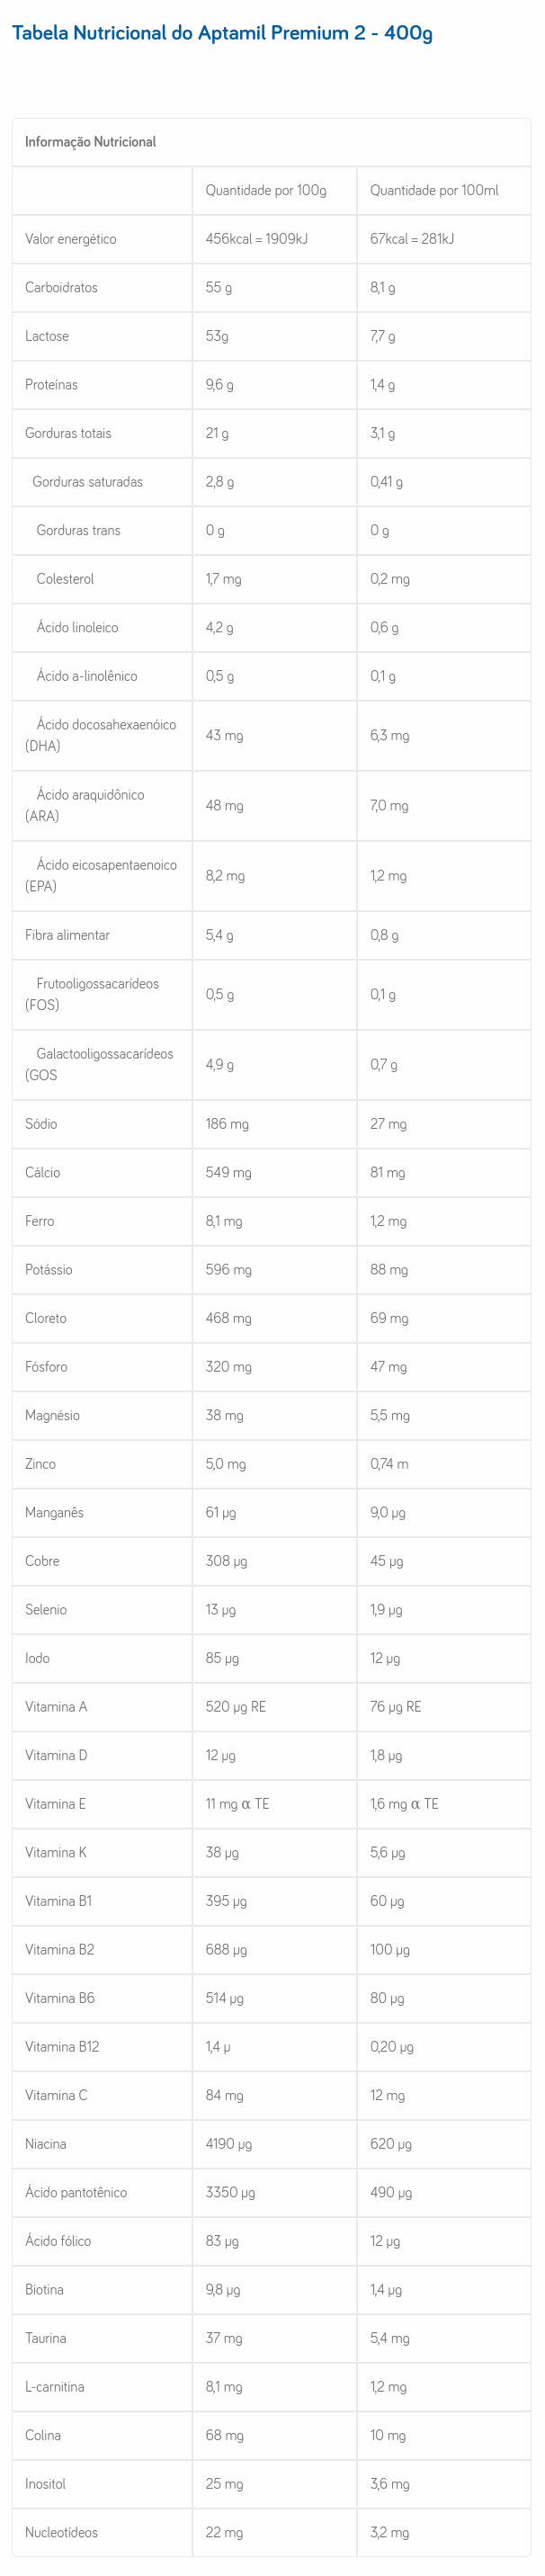 Tabela Nutricional do Aptamil Premium 2 - 400g
Informação Nutricional
Quantidade por 100g Quantidade por 100ml
Valor energético 456kcal = 1909kJ 67kcal = 281kJ
Carboidratos 55 g 8,1 g
Lactose 53g 7,7 g
Proteínas 9,6 g 1,4 g
Gorduras totais 21 g 3,1 g
Gorduras saturadas 2,8 g 0,41 g
Gorduras trans 0 g 0 g
Colesterol 1,7 mg 0,2 mg
Ácido linoleico 4,2 g 0,6 g
Ácido a-linolênico 0,5 g 0,1 g
Ácido docosahexaenóico
(DHA) 43 mg 6,3 mg
Ácido araquidônico
(ARA) 48 mg 7,0 mg
Ácido eicosapentaenoico
(EPA) 8,2 mg 1,2 mg
Fibra alimentar 5,4 g 0,8 g
Frutooligossacarídeos
(FOS) 0,5 g 0,1 g
Galactooligossacarídeos
(GOS 4,9 g 0,7 g
Sódio 186 mg 27 mg
Cálcio 549 mg 81 mg
Ferro 8,1 mg 1,2 mg
Potássio 596 mg 88 mg
Cloreto 468 mg 69 mg
Fósforo 320 mg 47 mg
Magnésio 38 mg 5,5 mg
Zinco 5,0 mg 0,74 m
Manganês 61 µg 9,0 µg
Cobre 308 µg 45 µg
Selenio 13 µg 1,9 µg
Iodo 85 µg 12 µg
Vitamina A 520 µg RE 76 µg RE
Vitamina D 12 µg 1,8 µg
Vitamina E 11 mg α TE 1,6 mg α TE
Vitamina K 38 µg 5,6 µg
Vitamina B1 395 µg 60 µg
Vitamina B2 688 µg 100 µg
Vitamina B6 514 µg 80 µg
Vitamina B12 1,4 µ 0,20 µg
Vitamina C 84 mg 12 mg
Niacina 4190 µg 620 µg
Ácido pantotênico 3350 µg 490 µg
Ácido fólico 83 µg 12 µg
Biotina 9,8 µg 1,4 µg
Taurina 37 mg 5,4 mg
L-carnitina 8,1 mg 1,2 mg
Colina 68 mg 10 mg
Inositol 25 mg 3,6 mg
Nucleotídeos 22 mg 3,2 mg